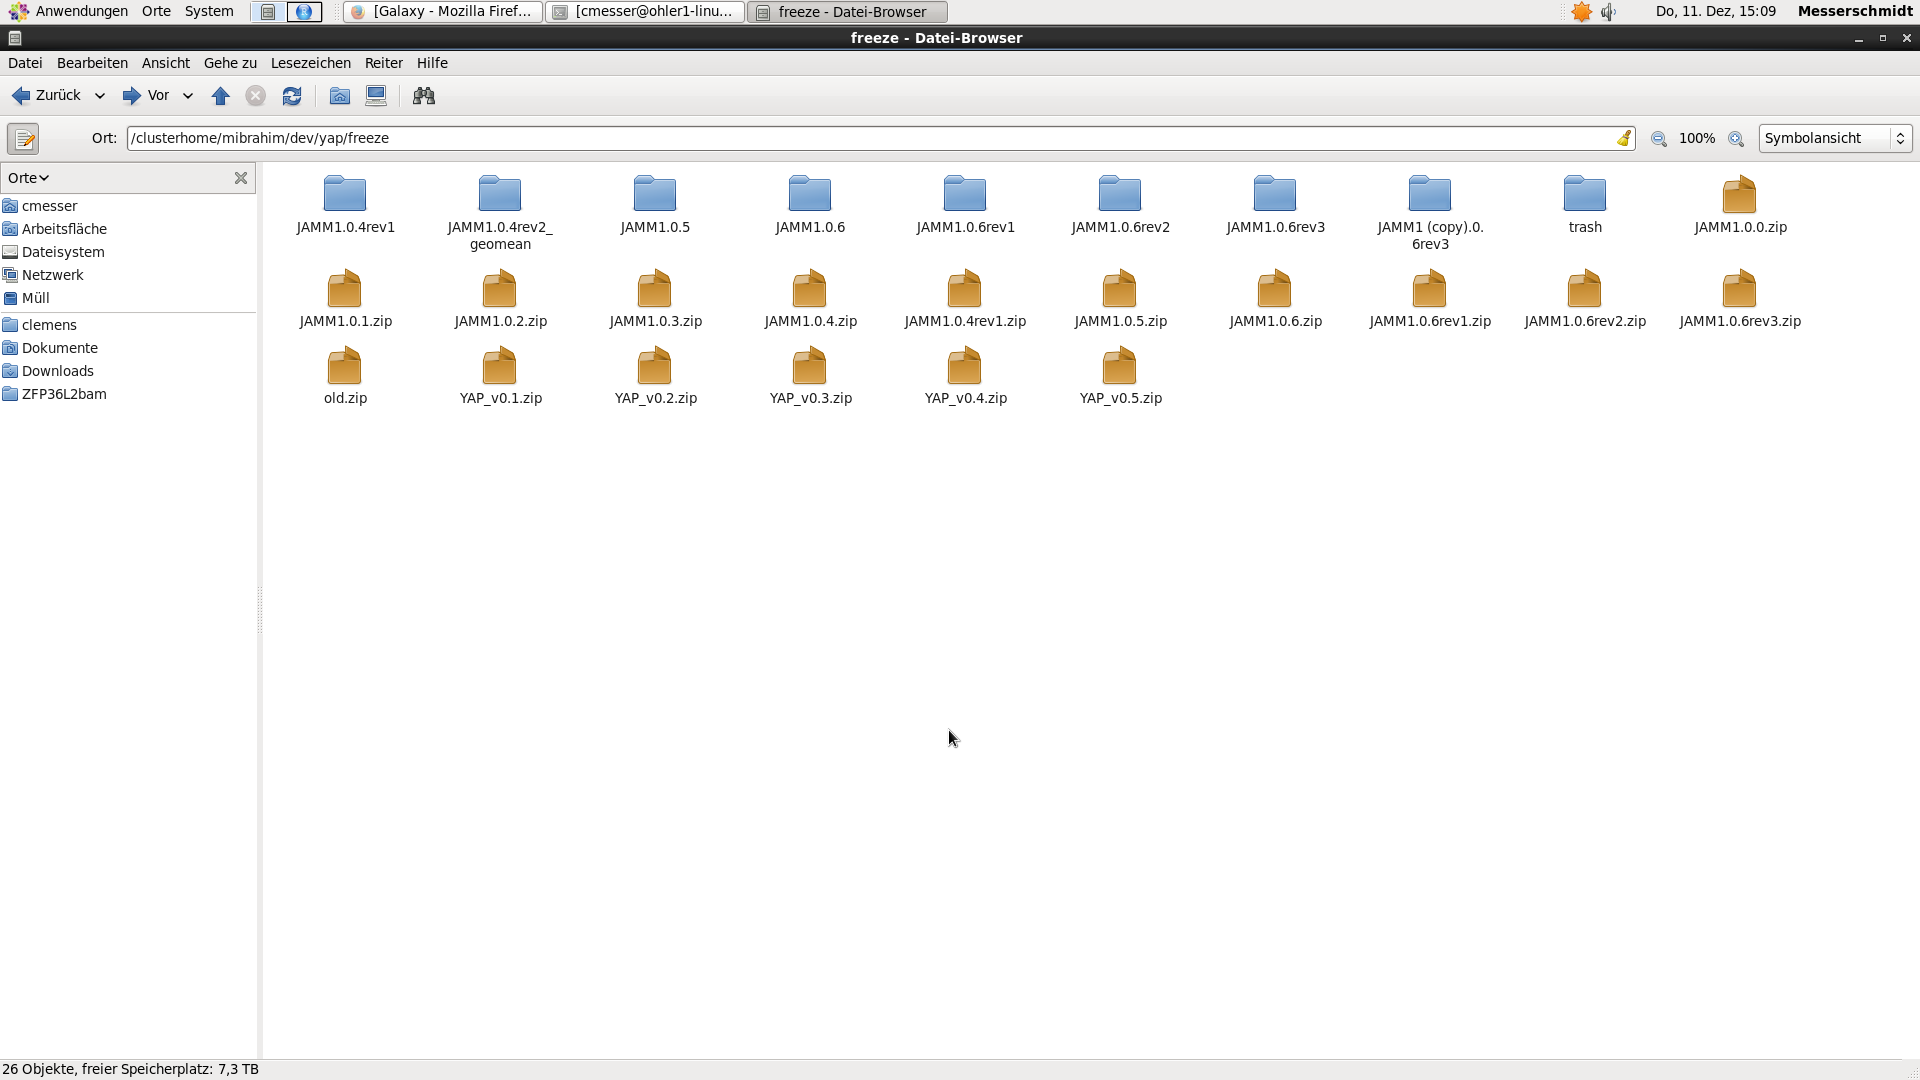 Anwendungen Orte System [Galaxy - Mozilla Firef... [cmesser@ohler1-linu... freeze - Datei-Browser Do, 11. Dez, 15:09 Messerschmidt
freeze - Datei-Browser
Datei Bearbeiten Ansicht Gehe zu Lesezeichen Reiter Hilfe
Zurück Vor
Ort: /clusterhome/mibrahim/dev/yap/freeze 100% Symbolansicht
Orte
cmesser
Arbeitsfläche
Dateisystem
Netzwerk
Müll
clemens
Dokumente
Downloads
ZFP36L2bam
JAMM1.0.4rev1 JAMM1.0.4rev2_ JAMM1.0.5 JAMM1.0.6 JAMM1.0.6rev1 JAMM1.0.6rev2 JAMM1.0.6rev3 JAMM1 (copy).0. trash JAMM1.0.0.zip
geomean 6rev3
JAMM1.0.1.zip JAMM1.0.2.zip JAMM1.0.3.zip JAMM1.0.4.zip JAMM1.0.4rev1.zip JAMM1.0.5.zip JAMM1.0.6.zip JAMM1.0.6rev1.zip JAMM1.0.6rev2.zip JAMM1.0.6rev3.zip
old.zip YAP_v0.1.zip YAP_v0.2.zip YAP_v0.3.zip YAP_v0.4.zip YAP_v0.5.zip
26 Objekte, freier Speicherplatz: 7,3 TB